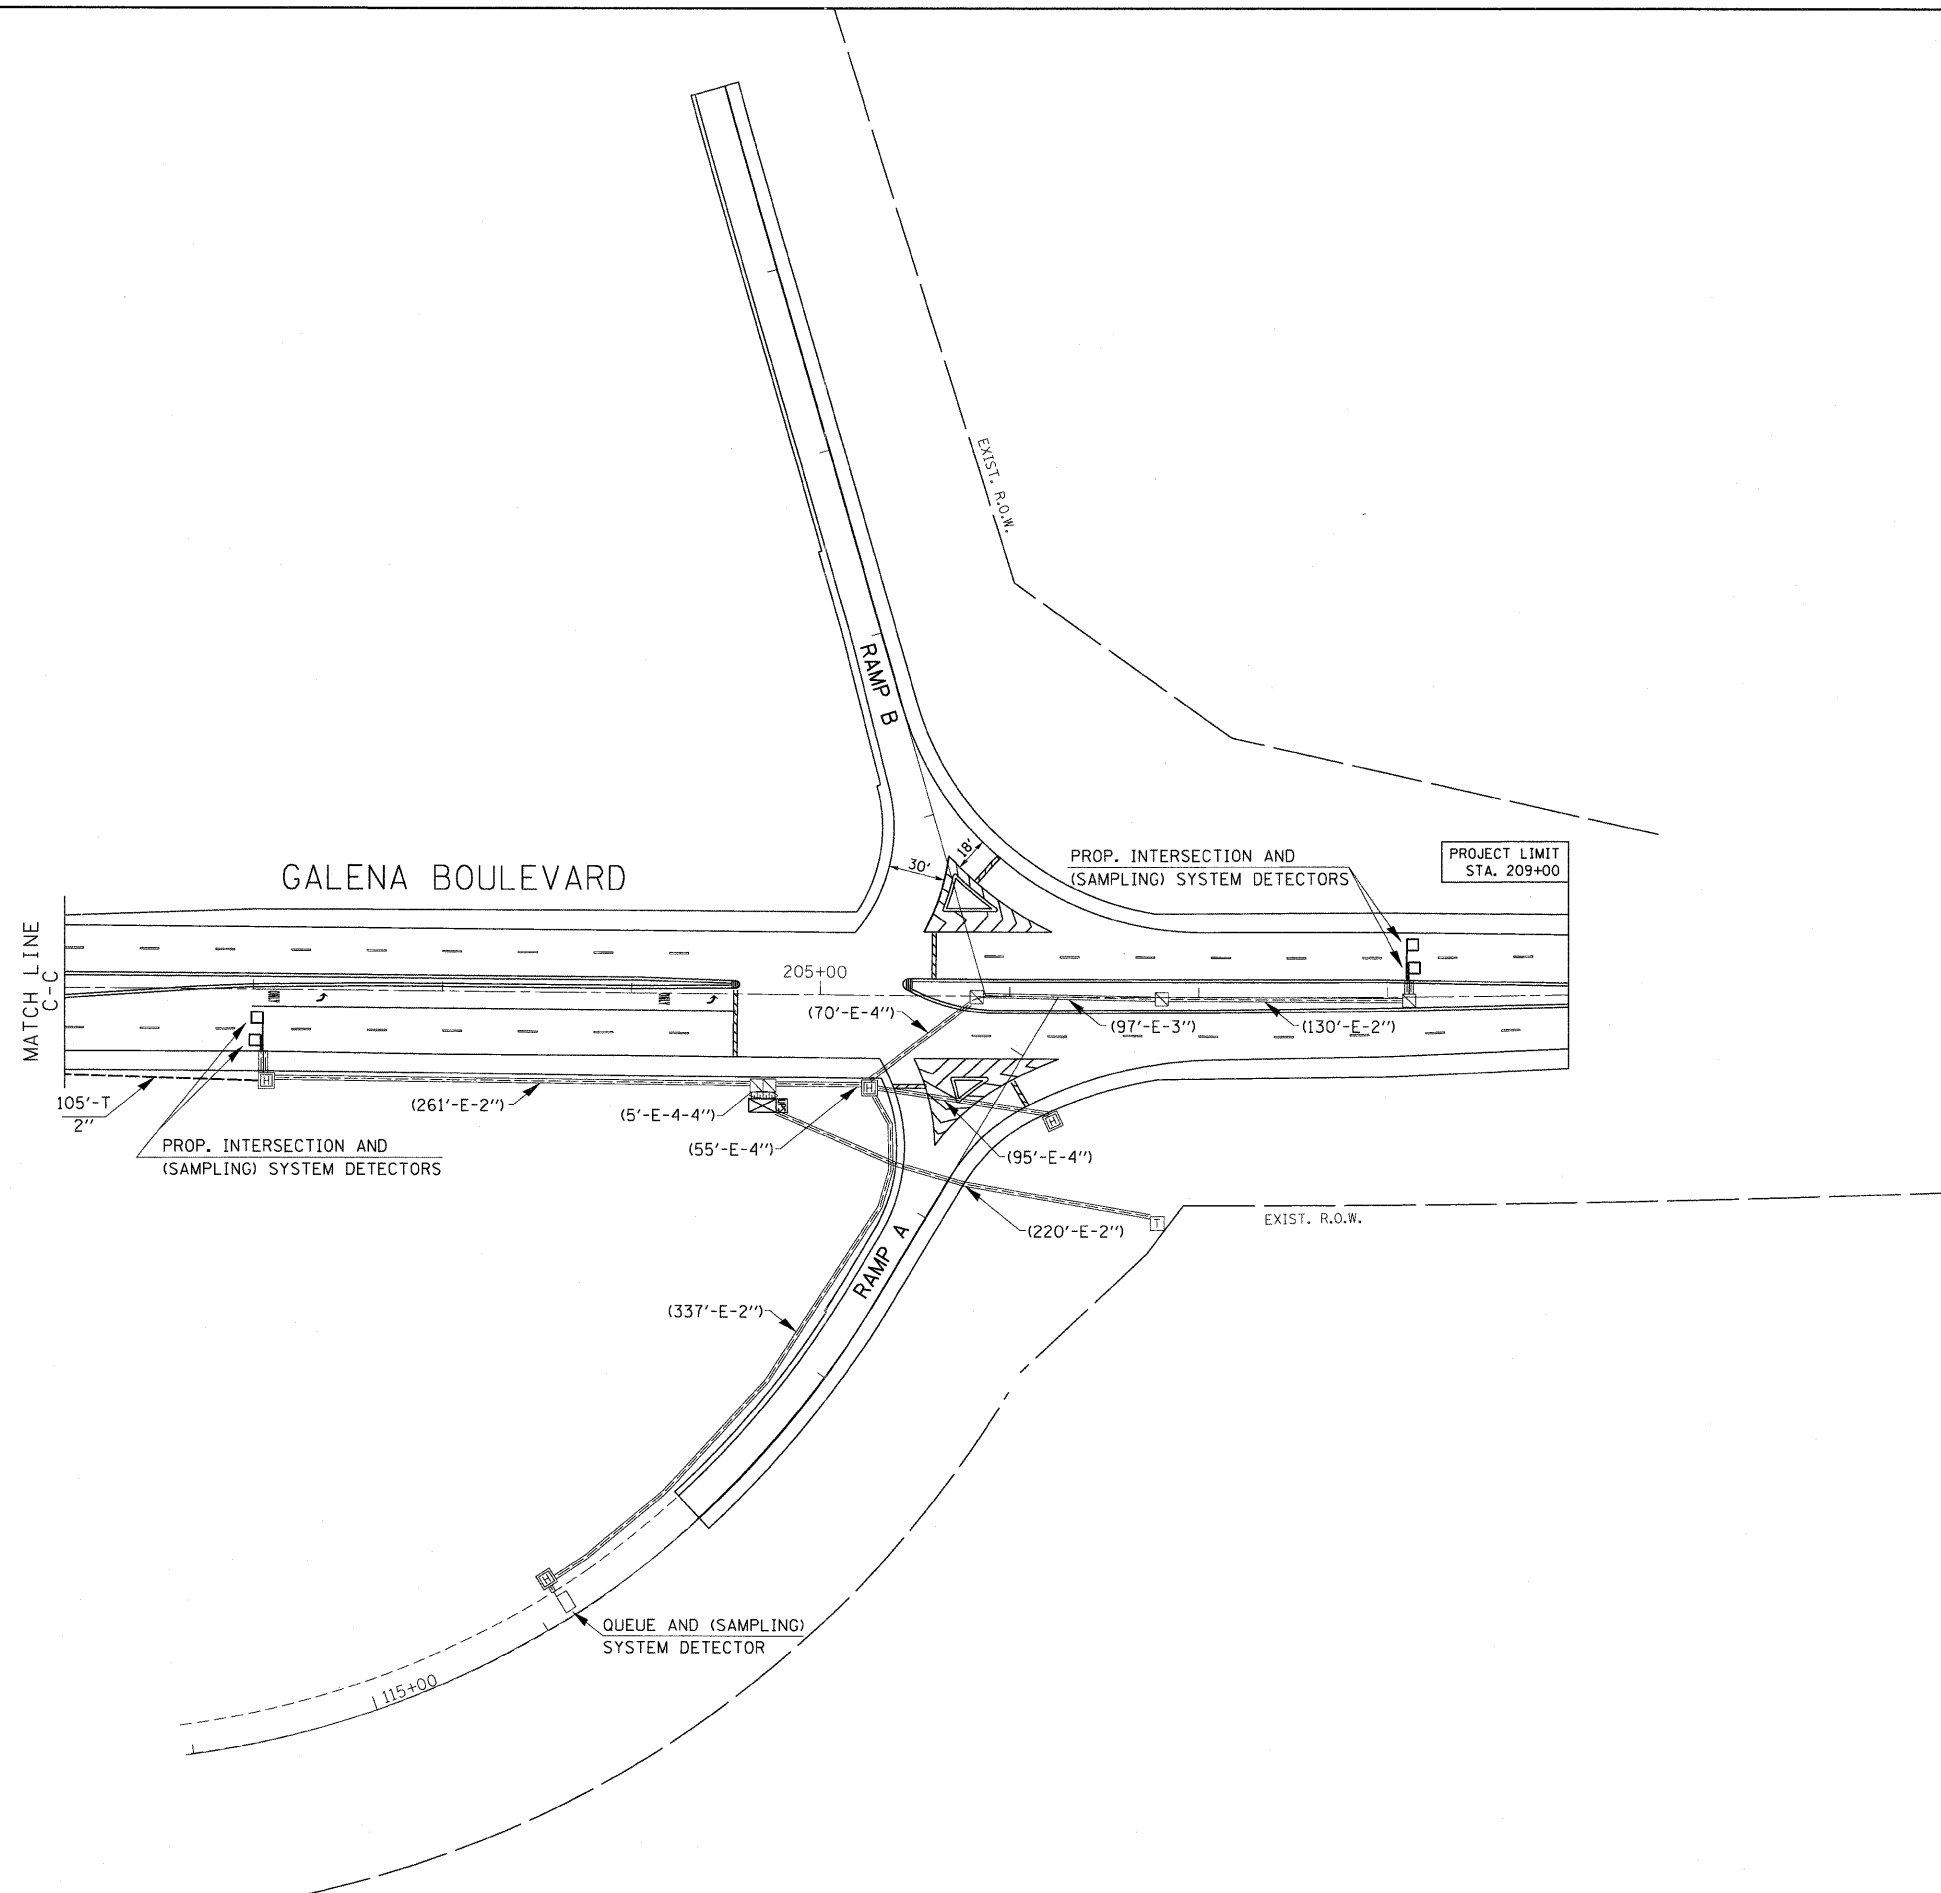 EXIST. R.O.W.
RAMP B
18'
30'
PROP. INTERSECTION AND
(SAMPLING) SYSTEM DETECTORS
PROJECT LIMIT
STA. 209+00
GALENA BOULEVARD
MATCH LINE
C-C
205+00
(70'-E-4")
(97'-E-3")
(130'-E-2")
105'-T
2"
(261'-E-2")
(5'-E-4-4")
(55'-E-4")
(95'-E-4")
H
H
H
PROP. INTERSECTION AND
(SAMPLING) SYSTEM DETECTORS
(220'-E-2")
T
EXIST. R.O.W.
RAMP A
(337'-E-2")
H
QUEUE AND (SAMPLING)
SYSTEM DETECTOR
115+00